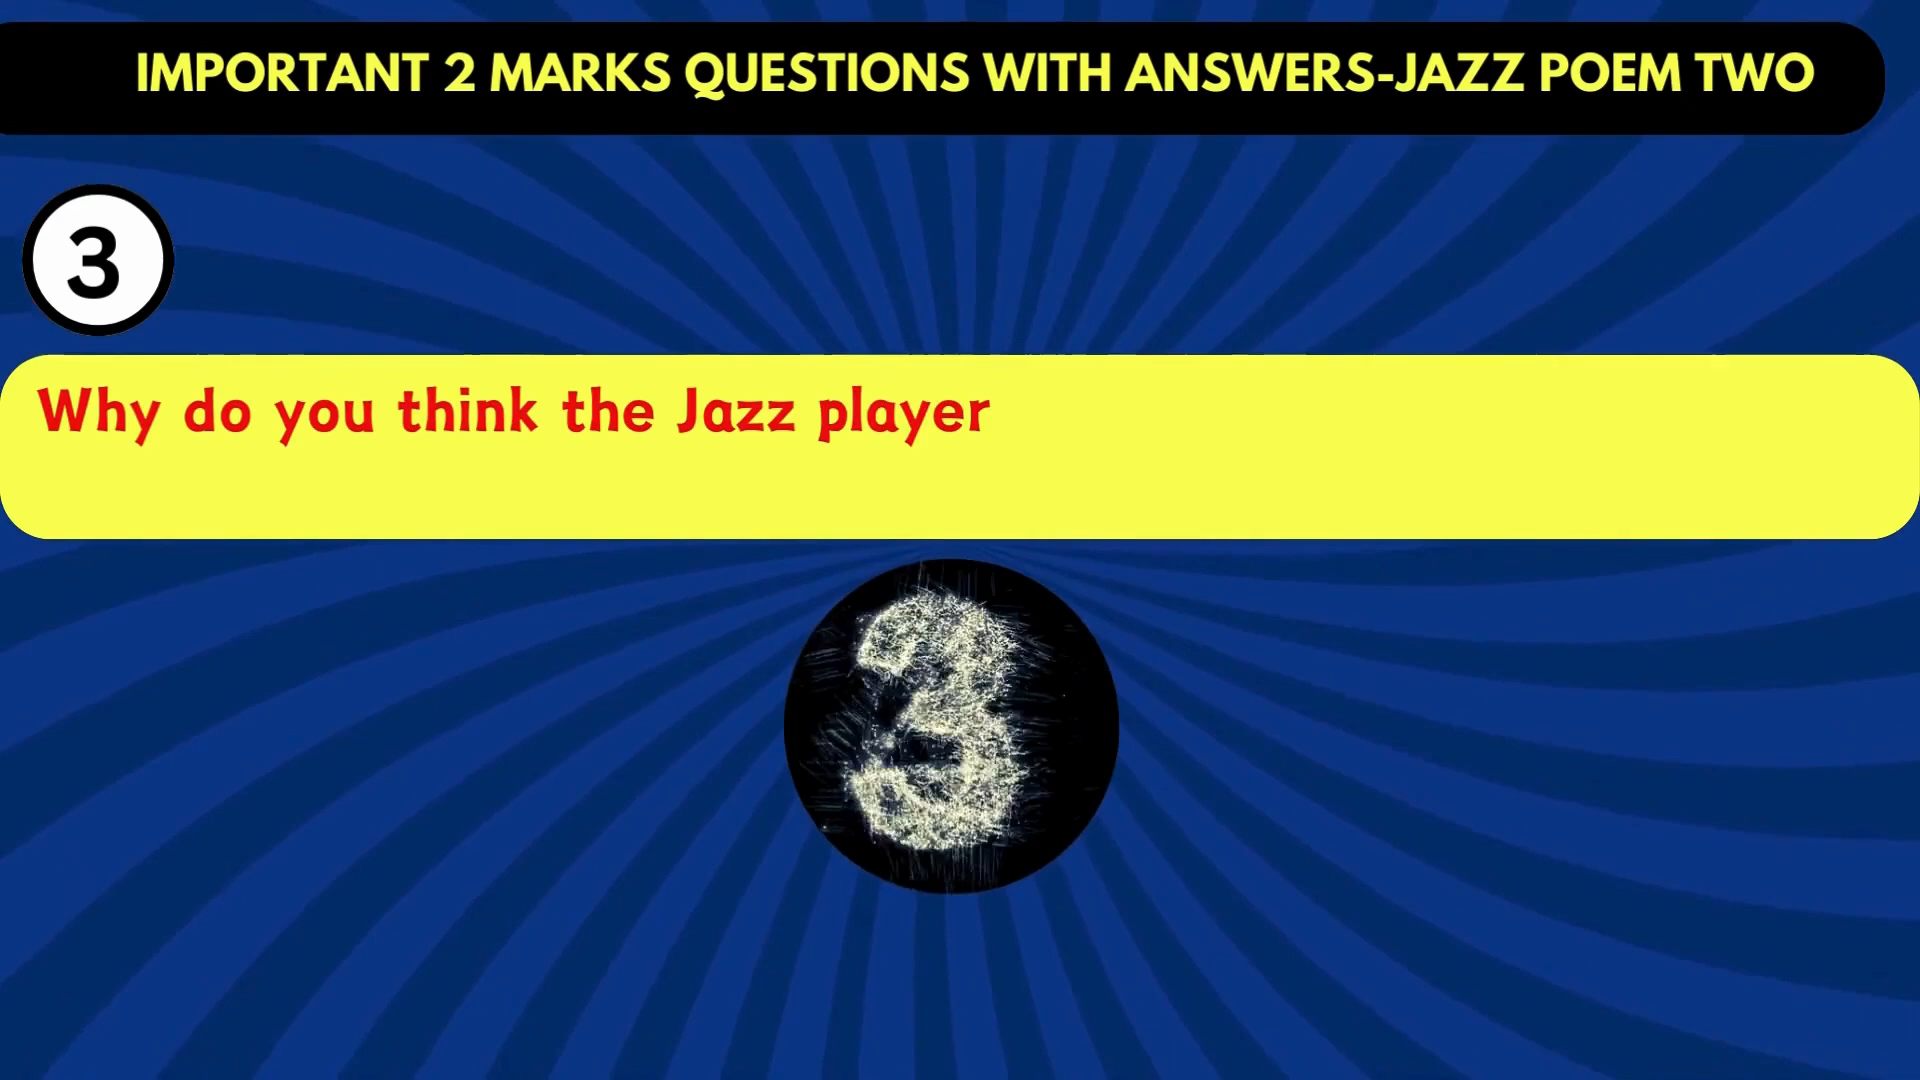 IMPORTANT 2 MARKS QUESTIONS WITH ANSWERS-JAZZ POEM TWO
3
Why do you think the Jazz player
3